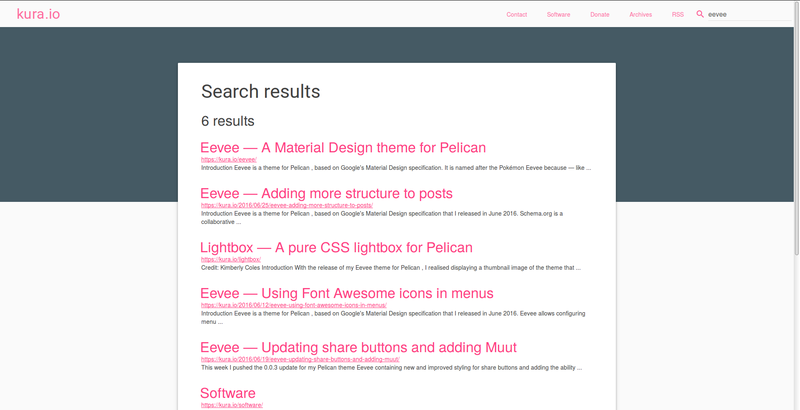 kura.io
Contact
Software
Donate
Archives
RSS
eevee
Search results
6 results
Eevee — A Material Design theme for Pelican
https://kura.io/eevee/
Introduction Eevee is a theme for Pelican , based on Google's Material Design specification. It is named after the Pokémon Eevee because — like ...
Eevee — Adding more structure to posts
https://kura.io/2016/06/25/eevee-adding-more-structure-to-posts/
Introduction Eevee is a theme for Pelican , based on Google's Material Design specification that I released in June 2016. Schema.org is a
collaborative ...
Lightbox — A pure CSS lightbox for Pelican
https://kura.io/lightbox/
Credit: Kimberly Coles Introduction With the release of my Eevee theme for Pelican , I realised displaying a thumbnail image of the theme that ...
Eevee — Using Font Awesome icons in menus
https://kura.io/2016/06/12/eevee-using-font-awesome-icons-in-menus/
Introduction Eevee is a theme for Pelican , based on Google's Material Design specification that I released in June 2016. Eevee allows configuring
menu ...
Eevee — Updating share buttons and adding Muut
https://kura.io/2016/06/19/eevee-updating-share-buttons-and-adding-muut/
This week I pushed the 0.0.3 update for my Pelican theme Eevee containing new and improved styling for share buttons and adding the ability ...
Software
https://kura.io/software/